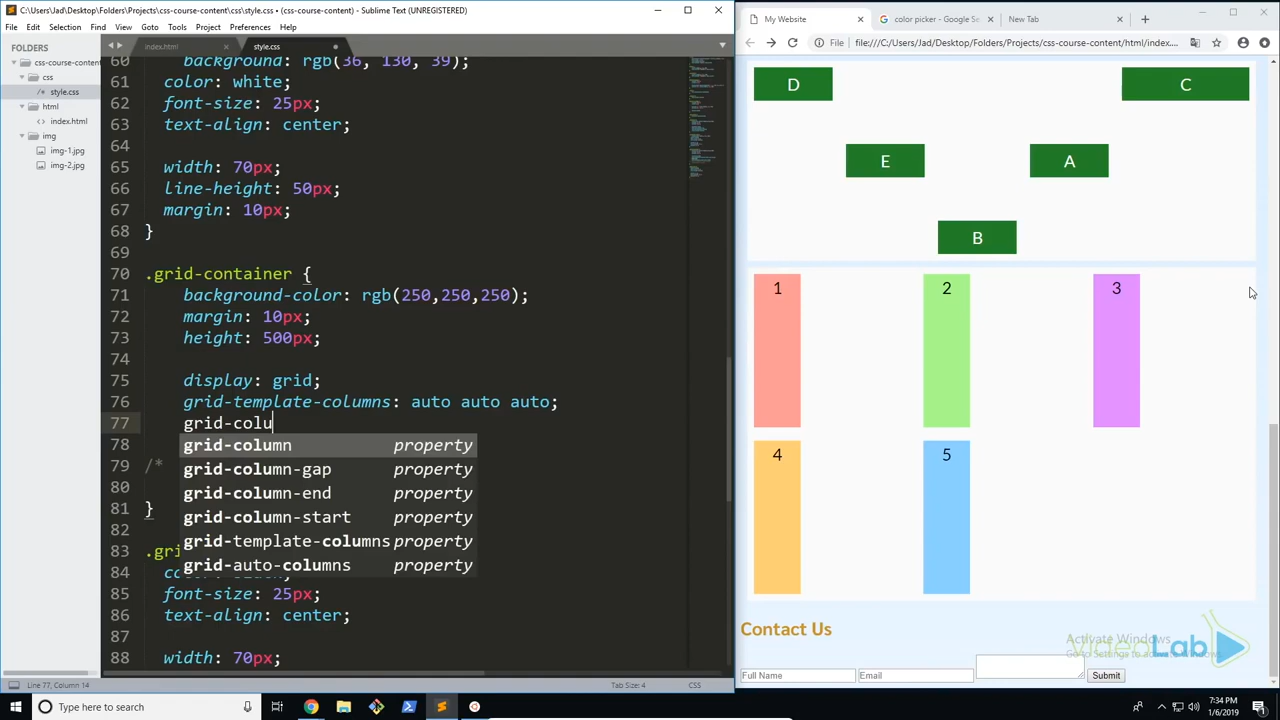 C:\Users\Jad\Desktop\Folders\Projects\css-course-content\css\style.css • (css-course-content) - Sublime Text (UNREGISTERED)
File Edit Selection Find View Goto Tools Project Preferences Help
FOLDERS
css-course-conten
css
style.css
html
index.html
img
img-1.jpg
img-2.jpg
index.html
style.css
60 background: rgb(36, 130, 39);
61 color: white;
62 font-size: 25px;
63 text-align: center;
64
65 width: 70px;
66 line-height: 50px;
67 margin: 10px;
68 }
69
70 .grid-container {
71 background-color: rgb(250,250,250);
72 margin: 10px;
73 height: 500px;
74
75 display: grid;
76 grid-template-columns: auto auto auto;
77 grid-colu
78
79 /*
80
81 }
82
83 .gri
84
85 font-size: 25px;
86 text-align: center;
87
88 width: 70px;
grid-column property
grid-column-gap property
grid-column-end property
grid-column-start property
grid-template-columns property
grid-auto-columns property
Line 77, Column 14
Tab Size: 4
CSS
My Website
color picker - Google Se
New Tab
File
file:///C:/Users/Jad/Desktop/Folders/Projects/css-course-content/html/index...
D
C
E
A
B
1
2
3
4
5
Contact Us
Activate Windows
Go to Settings to activate Windows.
Lab
Full Name
Email
Submit
Type here to search
7:34 PM
1/6/2019